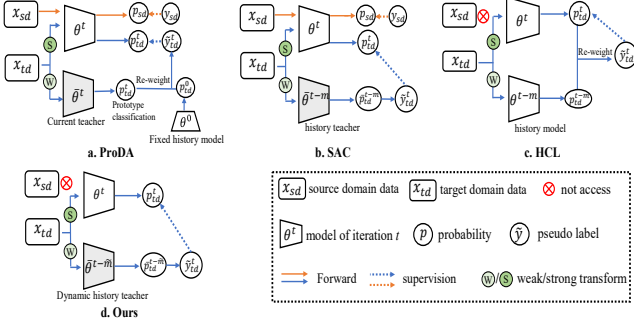 x_sd θ^t p_sd y_sd
p_td^t ỹ_td^t
S
x_td
W
θ̄^t p_td^t Re-weight p_td^0
Prototype classification
Current teacher
θ^0
Fixed history model
a. ProDA
x_sd θ^t p_sd y_sd
p_td^t
S
x_td
W
θ̄^{t-m} p̄_td^{t-m} ỹ_td^{t-m}
history teacher
b. SAC
x_sd θ^t p_td^t
S
x_td Re-weight ỹ_td^t
W
θ^{t-m} p_td^{t-m}
history model
c. HCL
x_sd θ^t p_td^t
S
x_td
W
θ̄^{t-m̃} p̄_td^{t-m̃} ỹ_td^{t-m̃}
Dynamic history teacher
d. Ours
x_sd source domain data x_td target domain data not access
θ^t model of iteration t p probability ỹ pseudo label
Forward supervision W/S weak/strong transform